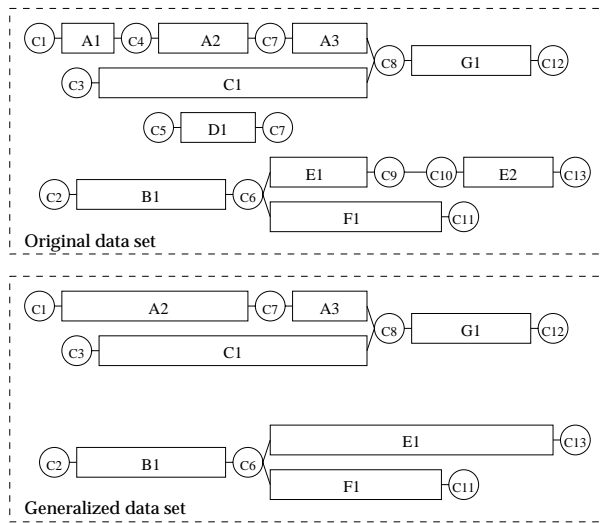 C1 A1 C4 A2 C7 A3
C8 G1 C12
C3 C1
C5 D1 C7
E1 C9 C10 E2 C13
C2 B1 C6
F1 C11
Original data set
C1 A2 C7 A3
C8 G1 C12
C3 C1
E1 C13
C2 B1 C6
F1 C11
Generalized data set